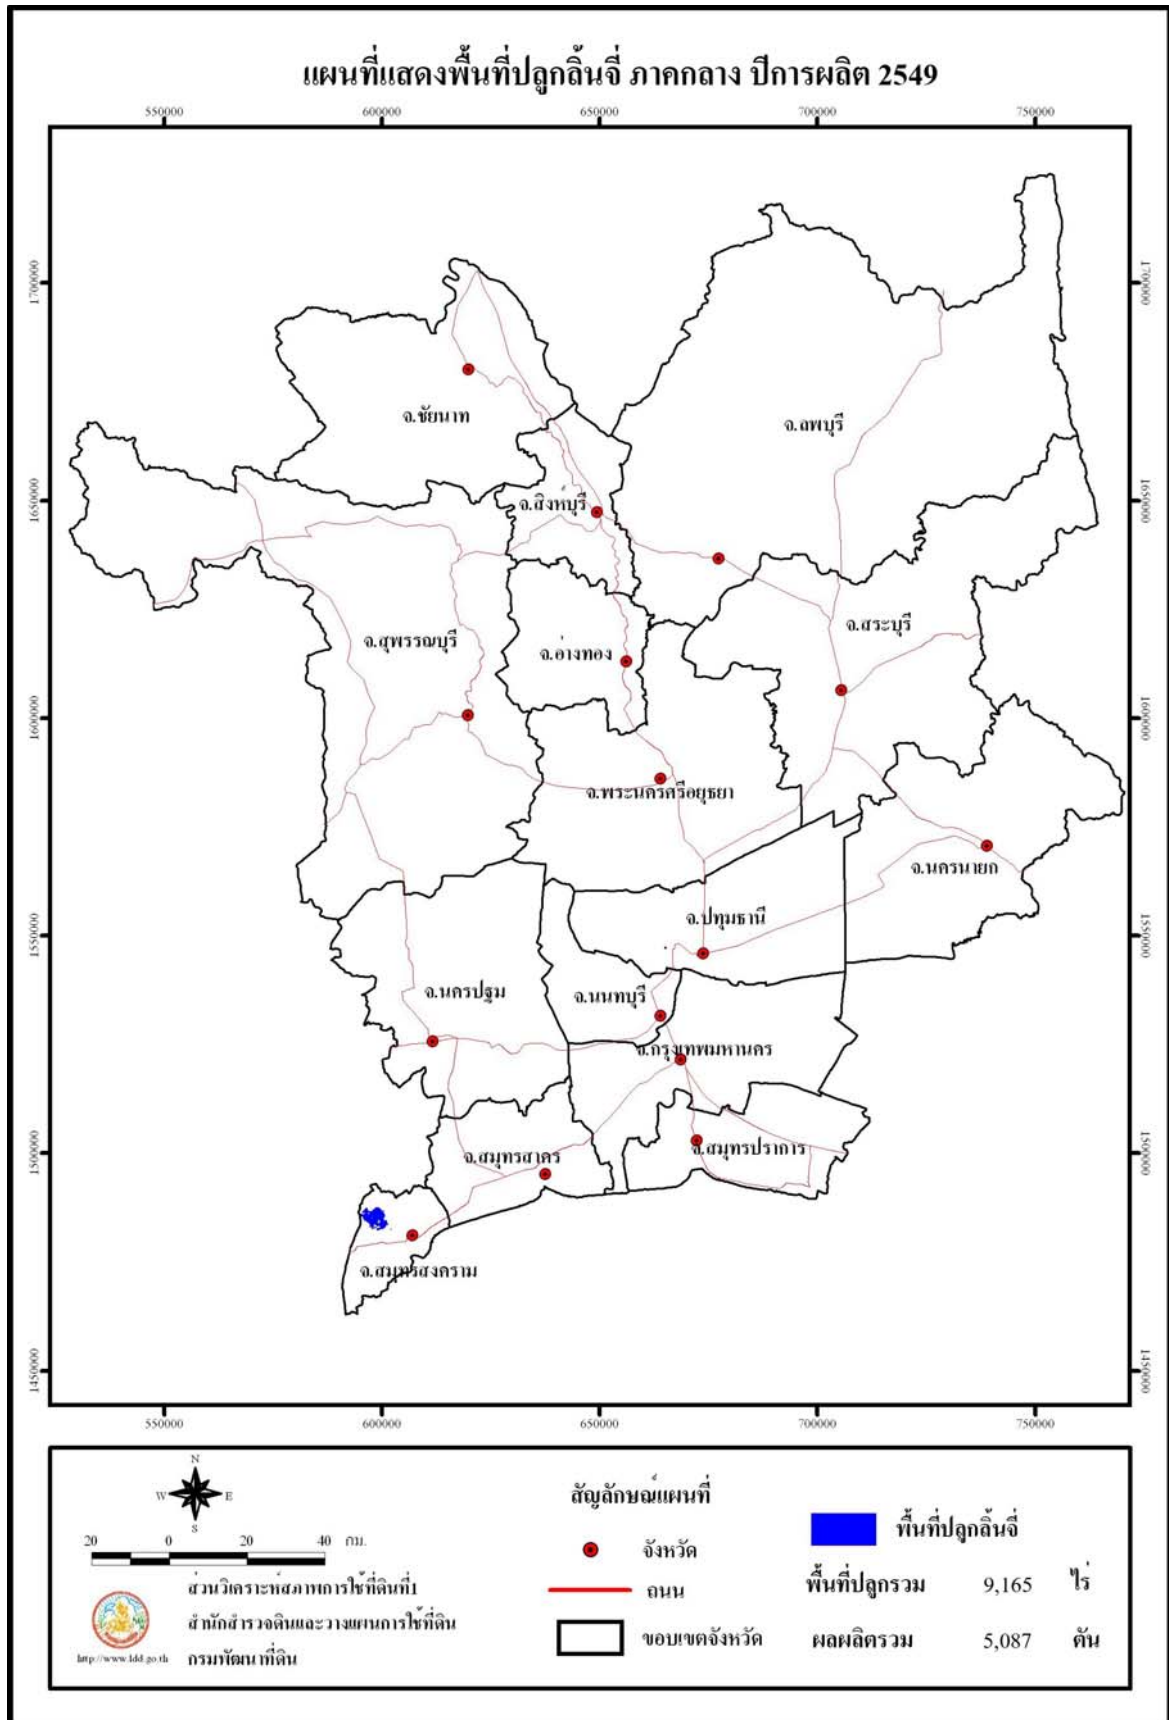 แผนที่แสดงพื้นที่ปลูกลิ้นจี่ ภาคกลาง ปีการผลิต 2549
550000 600000 650000 700000 750000
1700000 1700000
จ.ชัยนาท
จ.ลพบุรี
1650000 1650000
จ.สิงห์บุรี
จ.สระบุรี
จ.สุพรรณบุรี
จ.อ่างทอง
1600000 1600000
จ.พระนครศรีอยุธยา
จ.นครนายก
จ.ปทุมธานี
1550000 1550000
จ.นครปฐม
จ.นนทบุรี
จ.กรุงเทพมหานคร
จ.สมุทรปราการ
จ.สมุทรสาคร
1500000 1500000
จ.สมุทรสงคราม
1450000 1450000
550000 600000 650000 700000 750000
N
W E
S
20 0 20 40 กม.
ส่วนวิเคราะห์สภาพการใช้ที่ดินที่1
สำนักสำรวจดินและวางแผนการใช้ที่ดิน
กรมพัฒนาที่ดิน
http://www.ldd.go.th
สัญลักษณ์แผนที่
จังหวัด
ถนน
ขอบเขตจังหวัด
พื้นที่ปลูกลิ้นจี่
พื้นที่ปลูกรวม 9,165 ไร่
ผลผลิตรวม 5,087 ตัน